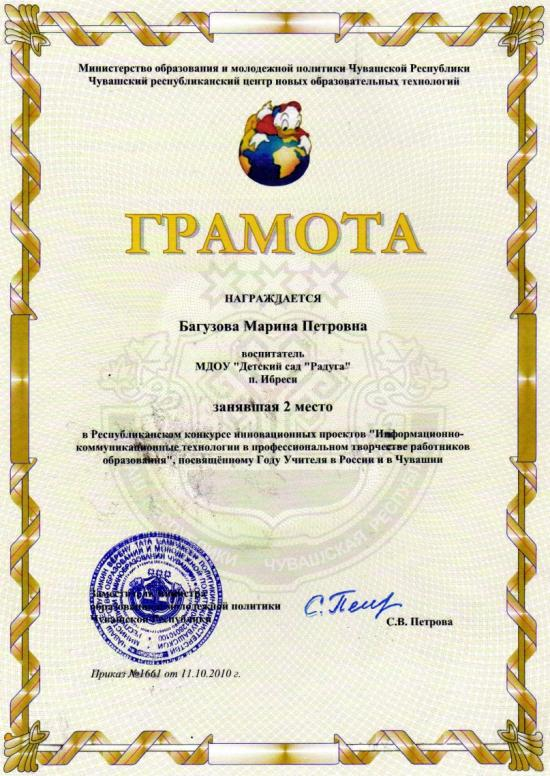 Министерство образования и молодежной политики Чувашской Республики
Чувашский республиканский центр новых образовательных технологий
ГРАМОТА
НАГРАЖДАЕТСЯ
Багузова Марина Петровна
воспитатель
МДОУ "Детский сад "Радуга"
п. Ибреси
занявшая 2 место
в Республиканском конкурсе инновационных проектов "Информационно-
коммуникационные технологии в профессиональном творчестве работников
образования", посвящённому Году Учителя в России и в Чувашии
ЧУВАШСКАЯ
Заместитель министра
образования и молодежной политики
Чувашской Республики
С.В. Петрова
Приказ №1661 от 11.10.2010 г.